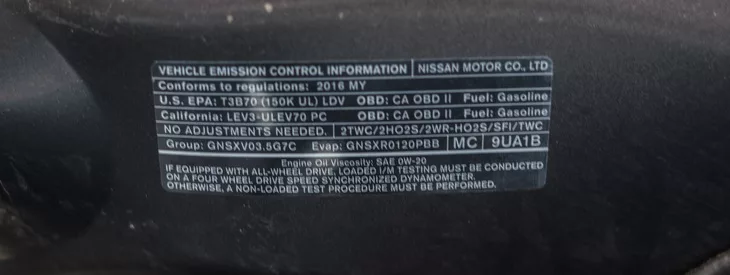 VEHICLE EMISSION CONTROL INFORMATION NISSAN MOTOR CO., LTD
Conforms to regulations: 2016 MY
U.S. EPA: T3B70 (150K UL) LDV OBD: CA OBD II Fuel: Gasoline
California: LEV3-ULEV70 PC OBD: CA OBD II Fuel: Gasoline
NO ADJUSTMENTS NEEDED. 2TWC/2HO2S/2WR-HO2S/SFI/TWC
Group: GNSXV03.5G7C Evap: GNSXR0120PBB MC 9UA1B
Engine Oil Viscosity: SAE 0W-20
IF EQUIPPED WITH ALL-WHEEL DRIVE, LOADED I/M TESTING MUST BE CONDUCTED
ON A FOUR WHEEL DRIVE SPEED SYNCHRONIZED DYNAMOMETER.
OTHERWISE, A NON-LOADED TEST PROCEDURE MUST BE PERFORMED.